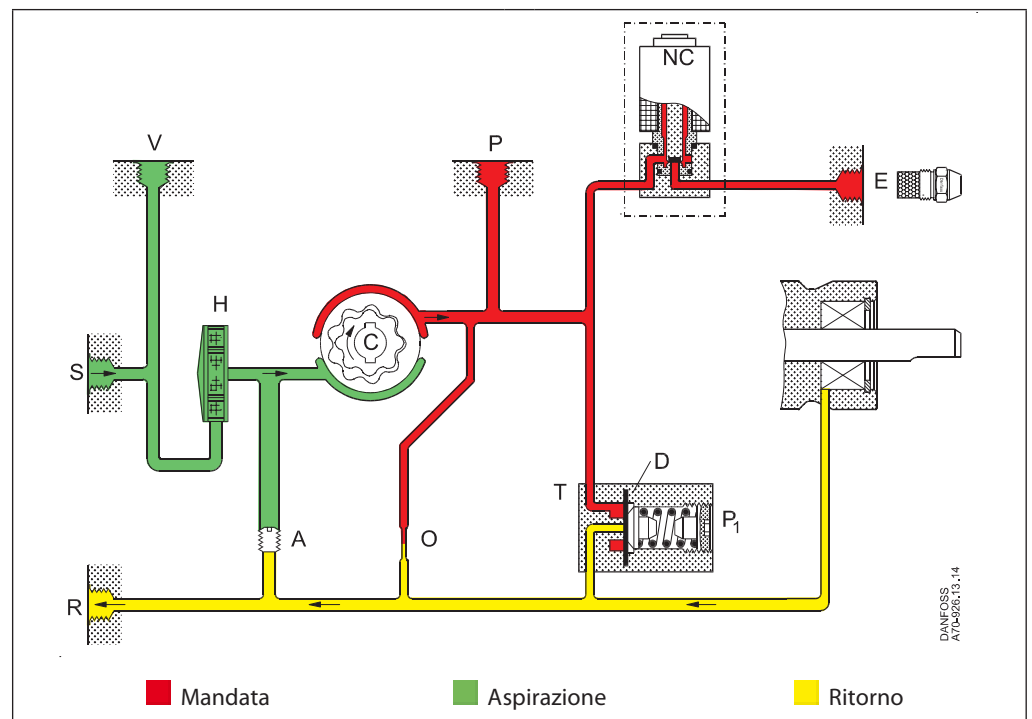 NC
V
P
E
H
C
S
D
T
P1
A
O
R
DANFOSS
A70-926.13.14
Mandata
Aspirazione
Ritorno